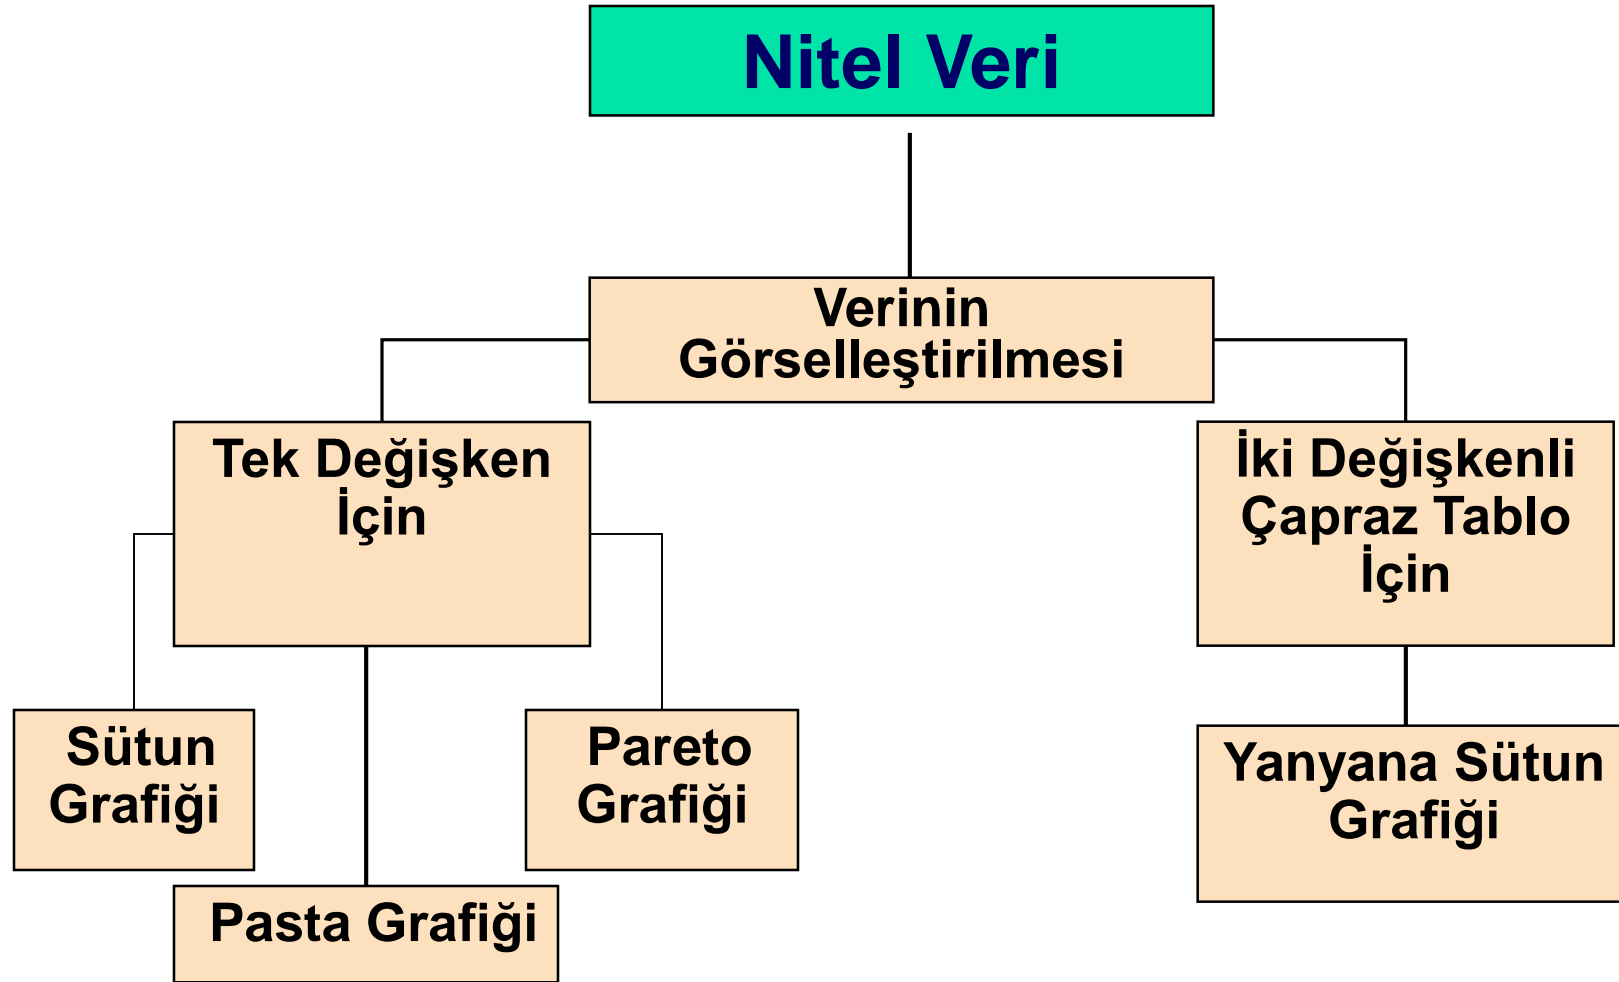 Nitel Veri
Verinin
Görselleştirilmesi
Tek Değişken
İçin
İki Değişkenli
Çapraz Tablo
İçin
Sütun
Grafiği
Pareto
Grafiği
Yanyana Sütun
Grafiği
Pasta Grafiği